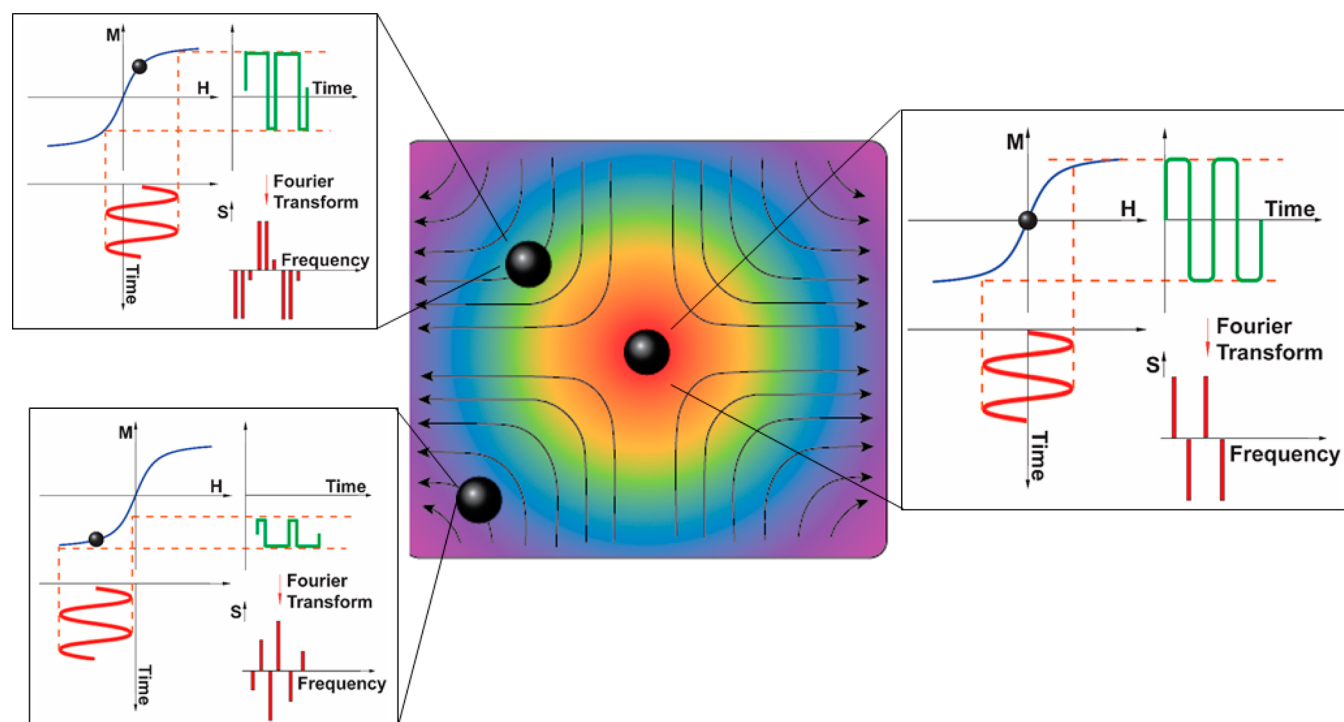 M
H
Time
Fourier
Transform
S
Frequency
Time
M
H
Time
Fourier
Transform
S
Frequency
Time
M
H
Time
Fourier
Transform
S
Frequency
Time